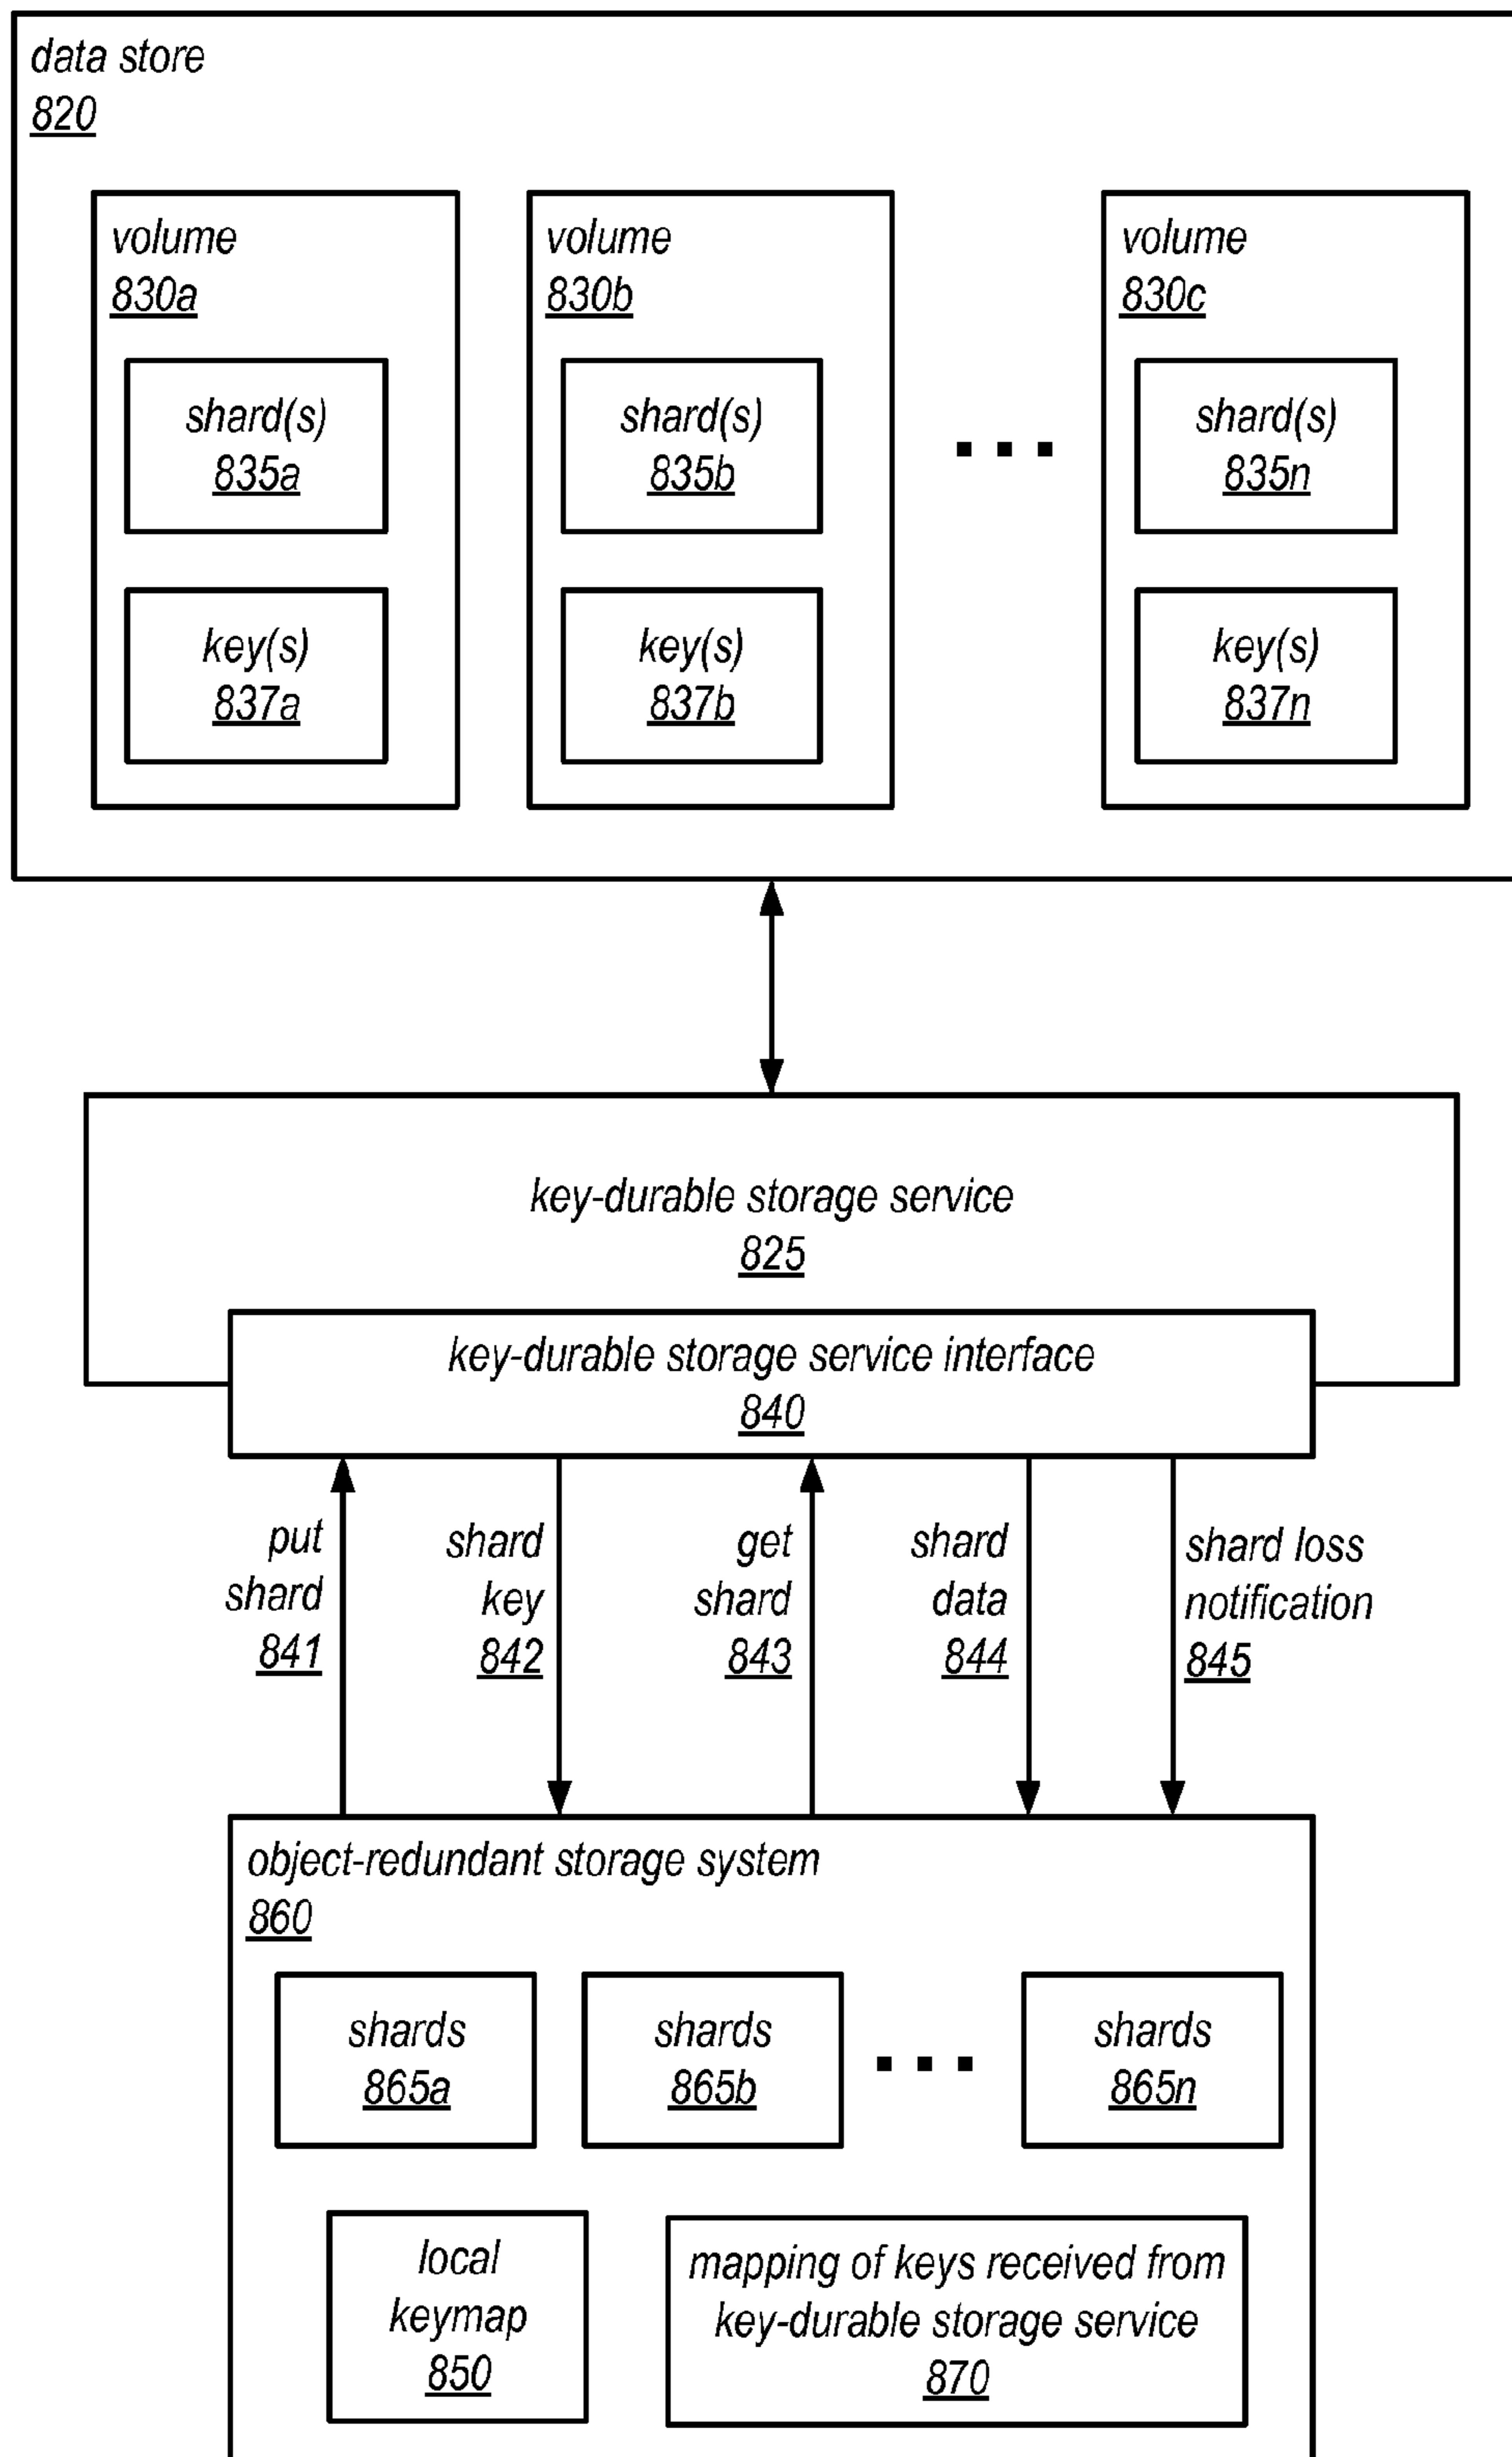 data store
820
volume
830a
shard(s)
835a
key(s)
837a
volume
830b
shard(s)
835b
key(s)
837b
volume
830c
shard(s)
835n
key(s)
837n
key-durable storage service
825
key-durable storage service interface
840
put
shard
841
shard
key
842
get
shard
843
shard
data
844
shard loss
notification
845
object-redundant storage system
860
shards
865a
shards
865b
shards
865n
local
keymap
850
mapping of keys received from
key-durable storage service
870